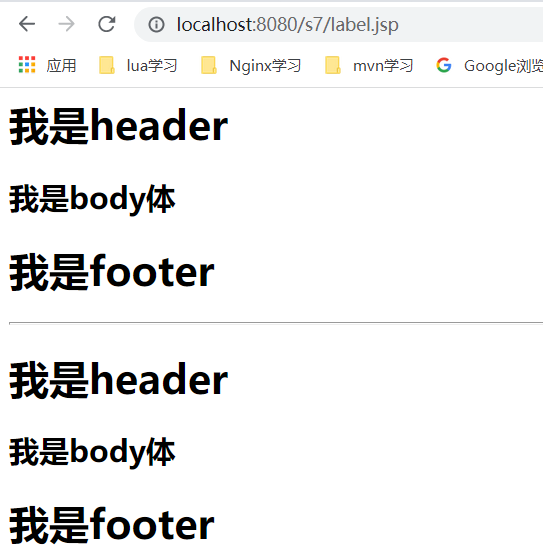 localhost:8080/s7/label.jsp
应用 lua学习 Nginx学习 mvn学习 Google浏览
我是header
我是body体
我是footer
我是header
我是body体
我是footer